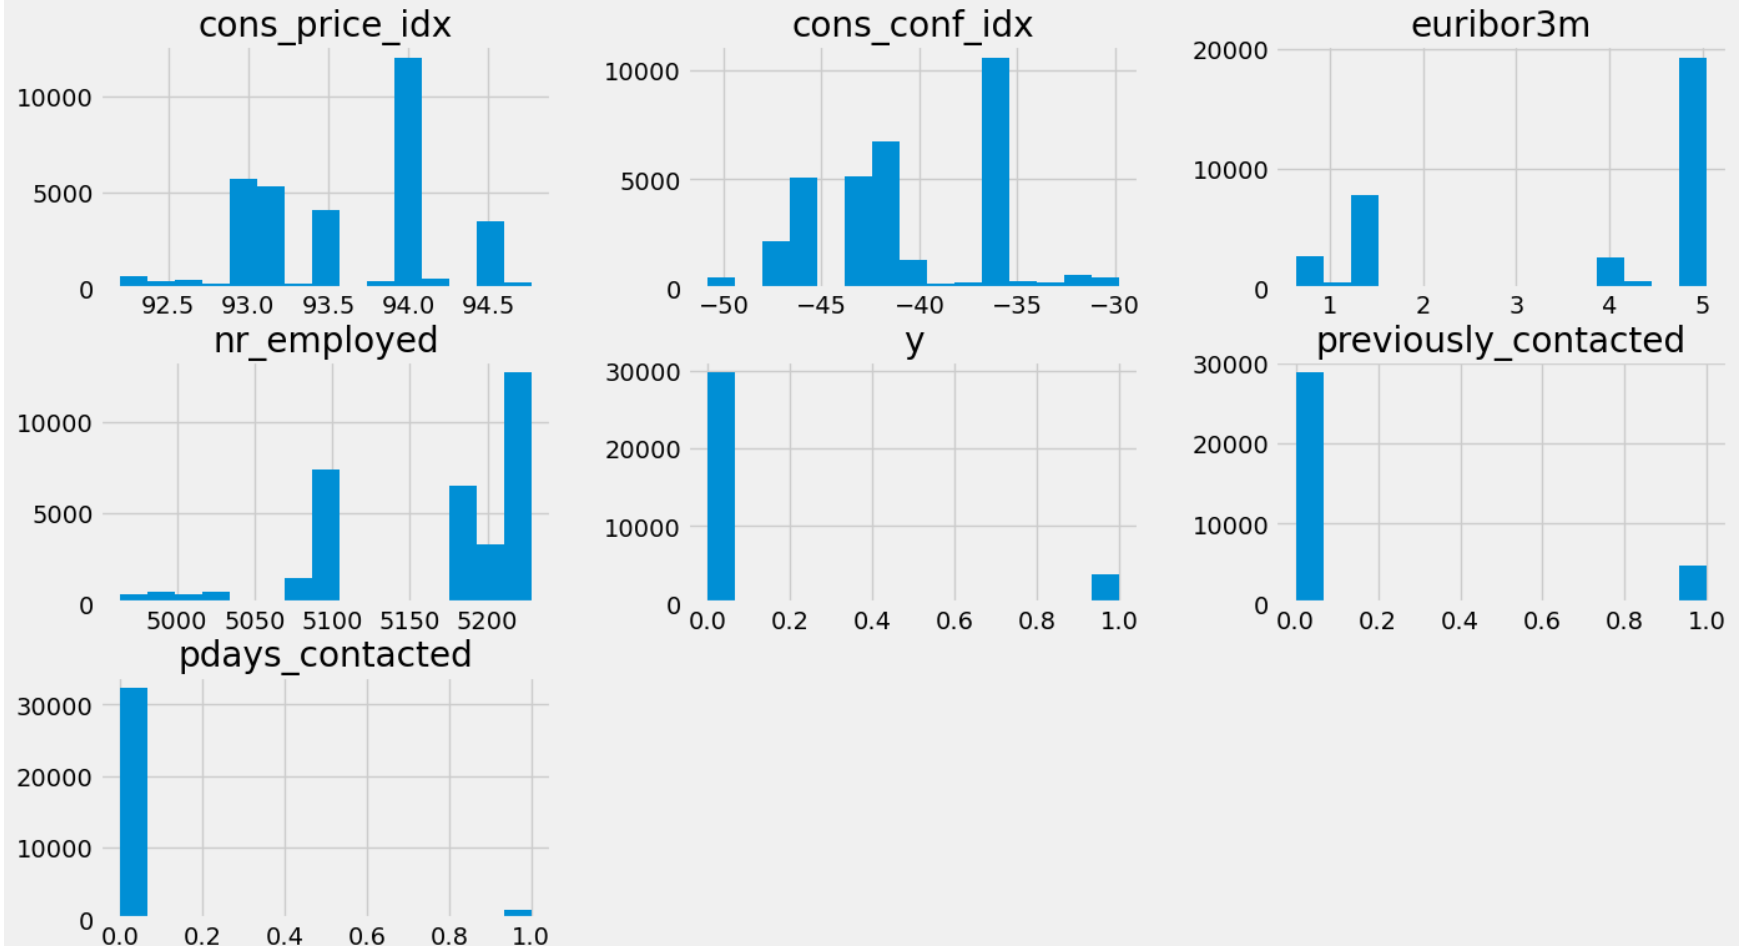 cons_price_idx cons_conf_idx euribor3m
10000
5000
0
92.5 93.0 93.5 94.0 94.5
10000
5000
0
−50 −45 −40 −35 −30
20000
10000
0
1 2 3 4 5
nr_employed y previously_contacted
10000
5000
0
5000 5050 5100 5150 5200
30000
20000
10000
0
0.0 0.2 0.4 0.6 0.8 1.0
30000
20000
10000
0
0.0 0.2 0.4 0.6 0.8 1.0
pdays_contacted
30000
20000
10000
0
0.0 0.2 0.4 0.6 0.8 1.0